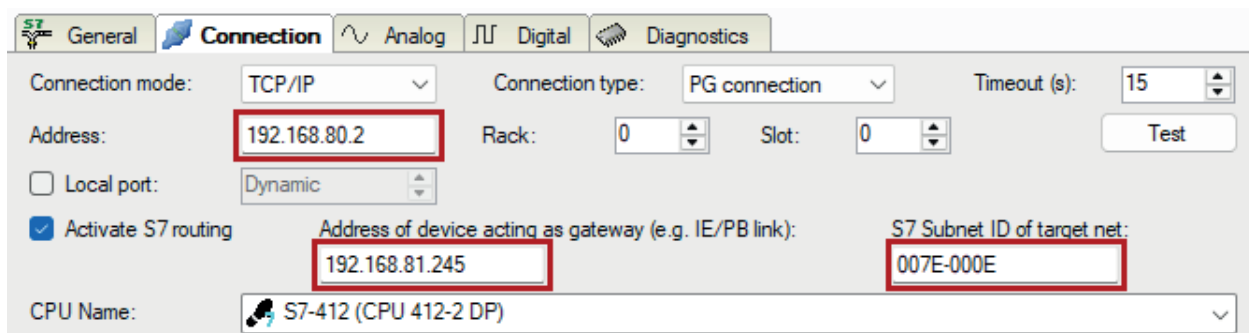 S7 General Connection Analog Digital Diagnostics
Connection mode: TCP/IP Connection type: PG connection Timeout (s): 15
Address: 192.168.80.2 Rack: 0 Slot: 0 Test
Local port: Dynamic
Activate S7 routing Address of device acting as gateway (e.g. IE/PB link): S7 Subnet ID of target net:
192.168.81.245 007E-000E
CPU Name: S7-412 (CPU 412-2 DP)